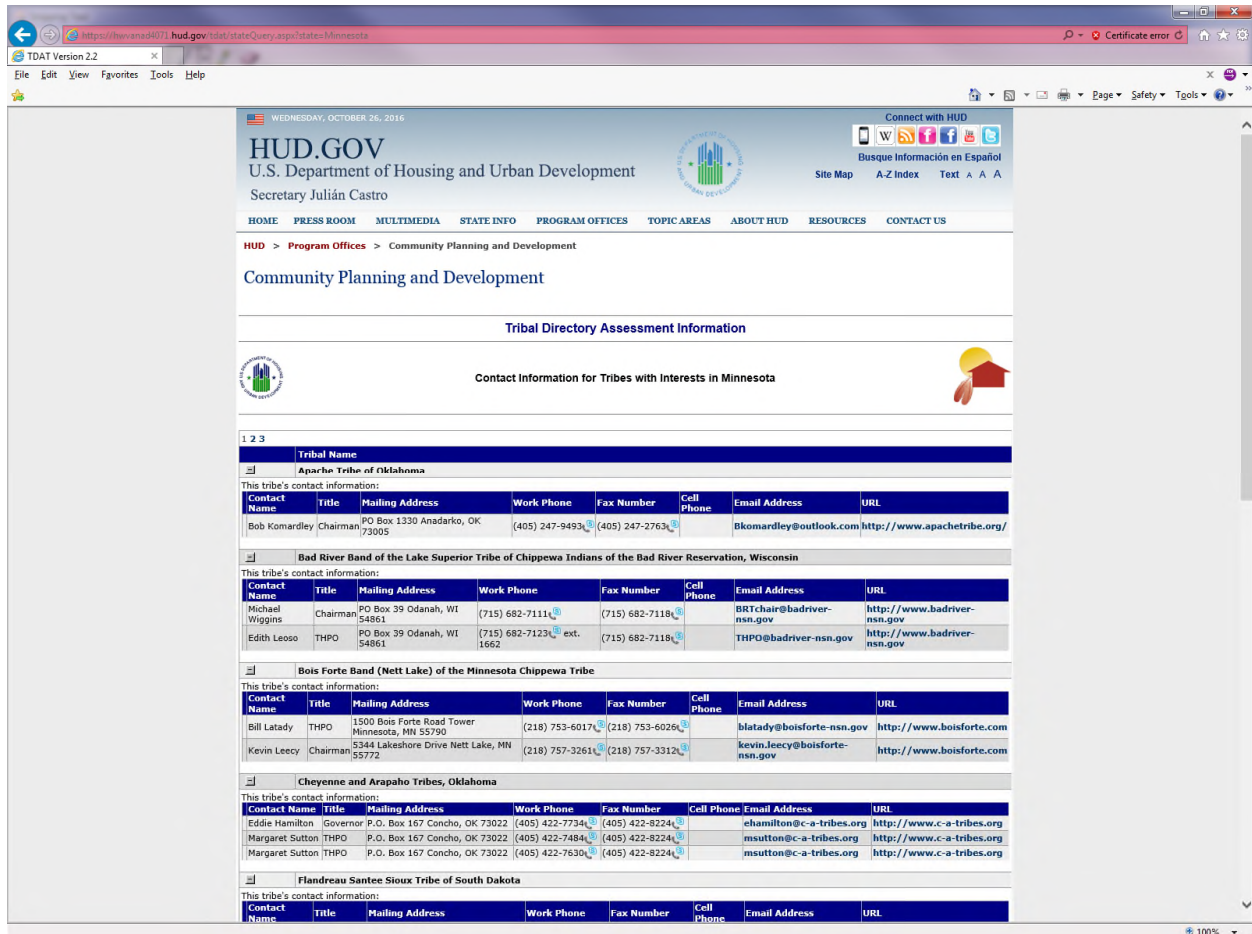 https://hwvanad4071.hud.gov/tdat/stateQuery.aspx?state=Minnesota
Certificate error
TDAT Version 2.2
File Edit View Favorites Tools Help
Page Safety Tools
WEDNESDAY, OCTOBER 26, 2016
Connect with HUD
HUD.GOV
U.S. Department of Housing and Urban Development
Secretary Julián Castro
Busque Información en Español
Site Map A-Z Index Text A A A
HOME PRESS ROOM MULTIMEDIA STATE INFO PROGRAM OFFICES TOPIC AREAS ABOUT HUD RESOURCES CONTACT US
HUD > Program Offices > Community Planning and Development
Community Planning and Development
Tribal Directory Assessment Information
Contact Information for Tribes with Interests in Minnesota
1 2 3
Tribal Name
Apache Tribe of Oklahoma
This tribe's contact information:
Contact Name Title Mailing Address Work Phone Fax Number Cell Phone Email Address URL
Bob Komardley Chairman PO Box 1330 Anadarko, OK 73005 (405) 247-9493 (405) 247-2763 Bkomardley@outlook.com http://www.apachetribe.org/
Bad River Band of the Lake Superior Tribe of Chippewa Indians of the Bad River Reservation, Wisconsin
This tribe's contact information:
Contact Name Title Mailing Address Work Phone Fax Number Cell Phone Email Address URL
Michael Wiggins Chairman PO Box 39 Odanah, WI 54861 (715) 682-7111 (715) 682-7118 BRTchair@badriver-nsn.gov http://www.badriver-nsn.gov
Edith Leoso THPO PO Box 39 Odanah, WI 54861 (715) 682-7123 ext. 1662 (715) 682-7118 THPO@badriver-nsn.gov http://www.badriver-nsn.gov
Bois Forte Band (Nett Lake) of the Minnesota Chippewa Tribe
This tribe's contact information:
Contact Name Title Mailing Address Work Phone Fax Number Cell Phone Email Address URL
Bill Latady THPO 1500 Bois Forte Road Tower Minnesota, MN 55790 (218) 753-6017 (218) 753-6026 blatady@boisforte-nsn.gov http://www.boisforte.com
Kevin Leecy Chairman 5344 Lakeshore Drive Nett Lake, MN 55772 (218) 757-3261 (218) 757-3312 kevin.leecy@boisforte-nsn.gov http://www.boisforte.com
Cheyenne and Arapaho Tribes, Oklahoma
This tribe's contact information:
Contact Name Title Mailing Address Work Phone Fax Number Cell Phone Email Address URL
Eddie Hamilton Governor P.O. Box 167 Concho, OK 73022 (405) 422-7734 (405) 422-8224 ehamilton@c-a-tribes.org http://www.c-a-tribes.org
Margaret Sutton THPO P.O. Box 167 Concho, OK 73022 (405) 422-7484 (405) 422-8224 msutton@c-a-tribes.org http://www.c-a-tribes.org
Margaret Sutton THPO P.O. Box 167 Concho, OK 73022 (405) 422-7630 (405) 422-8224 msutton@c-a-tribes.org http://www.c-a-tribes.org
Flandreau Santee Sioux Tribe of South Dakota
This tribe's contact information:
Contact Name Title Mailing Address Work Phone Fax Number Cell Phone Email Address URL
100%